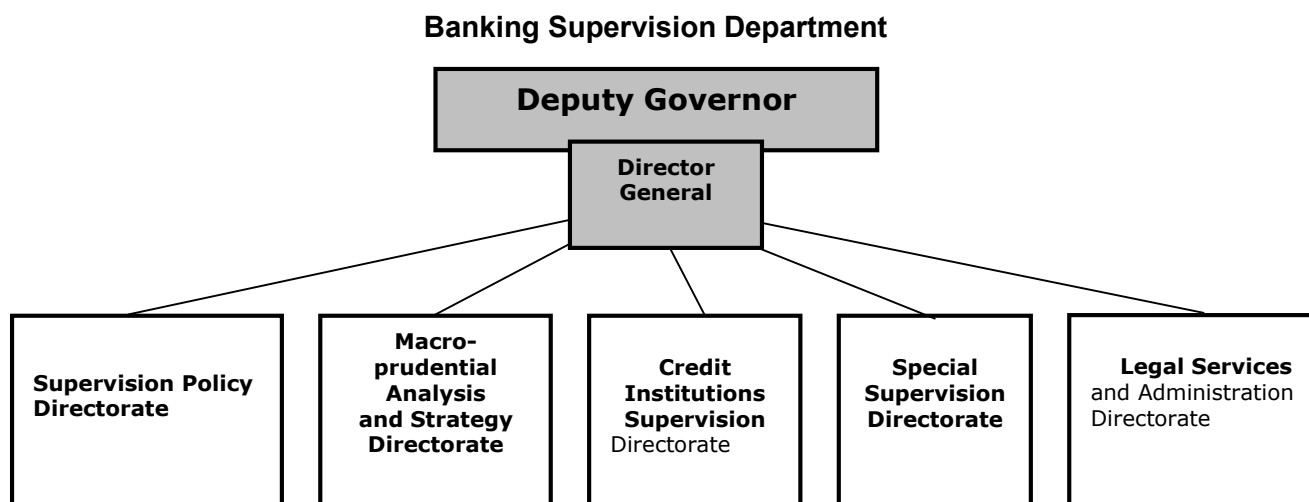 Banking Supervision Department
Deputy Governor
Director
General
Supervision Policy
Directorate
Macro-
prudential
Analysis
and Strategy
Directorate
Credit
Institutions
Supervision
Directorate
Special
Supervision
Directorate
Legal Services
and Administration
Directorate